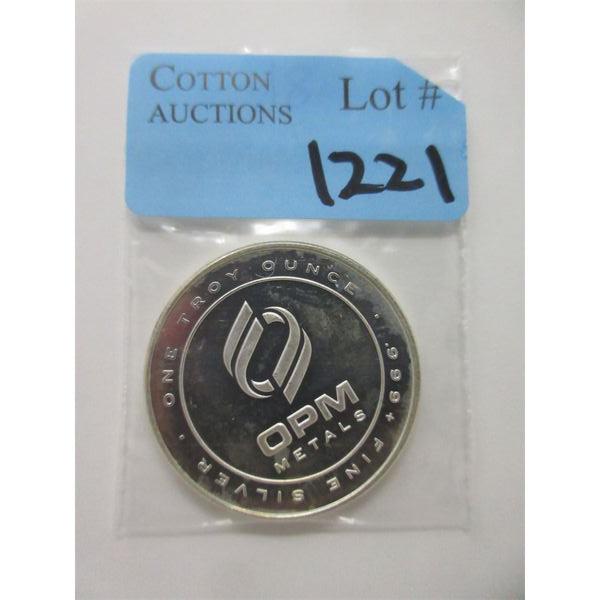 COTTON
AUCTIONS
Lot #
1221
ONE TROY OUNCE · .999+ FINE SILVER ·
OPM
METALS